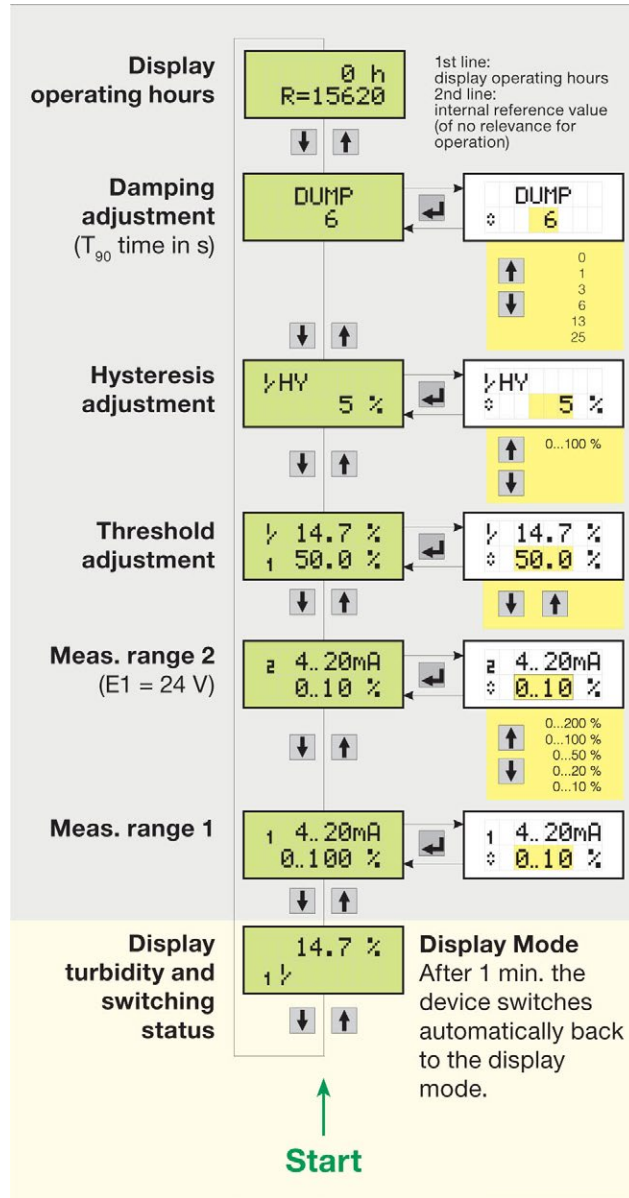 Display
operating hours
0 h
R=15620
1st line:
display operating hours
2nd line:
internal reference value
(of no relevance for
operation)
Damping
adjustment
(T90 time in s)
DUMP
6
DUMP
6
0
1
3
6
13
25
Hysteresis
adjustment
HY
5 %
HY
5 %
0...100 %
Threshold
adjustment
14.7 %
1 50.0 %
14.7 %
50.0 %
Meas. range 2
(E1 = 24 V)
2 4..20mA
0..10 %
2 4..20mA
0..10 %
0...200 %
0...100 %
0...50 %
0...20 %
0...10 %
Meas. range 1
1 4..20mA
0..100 %
1 4..20mA
0..10 %
Display
turbidity and
switching
status
14.7 %
1
Display Mode
After 1 min. the
device switches
automatically back
to the display
mode.
Start